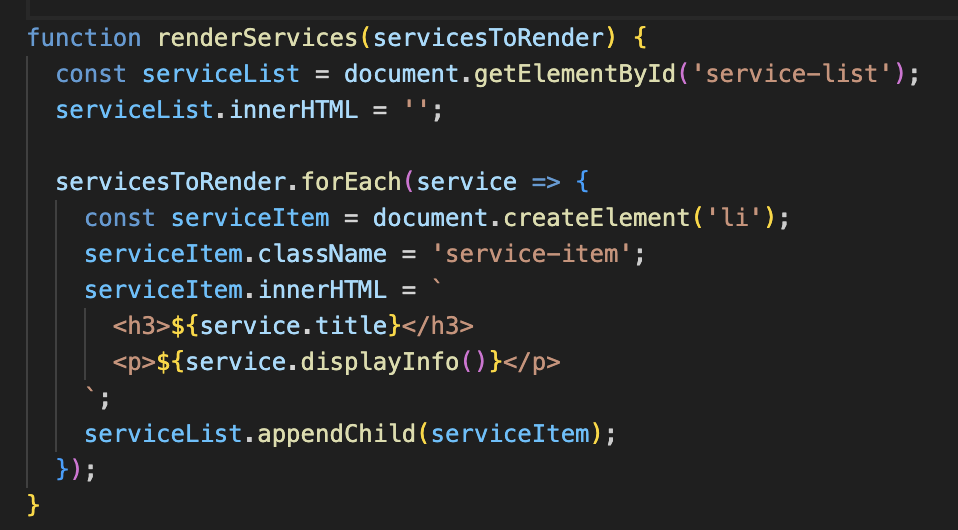 function renderServices(servicesToRender) {
  const serviceList = document.getElementById('service-list');
  serviceList.innerHTML = '';

  servicesToRender.forEach(service => {
    const serviceItem = document.createElement('li');
    serviceItem.className = 'service-item';
    serviceItem.innerHTML = `
      <h3>${service.title}</h3>
      <p>${service.displayInfo()}</p>
    `;
    serviceList.appendChild(serviceItem);
  });
}